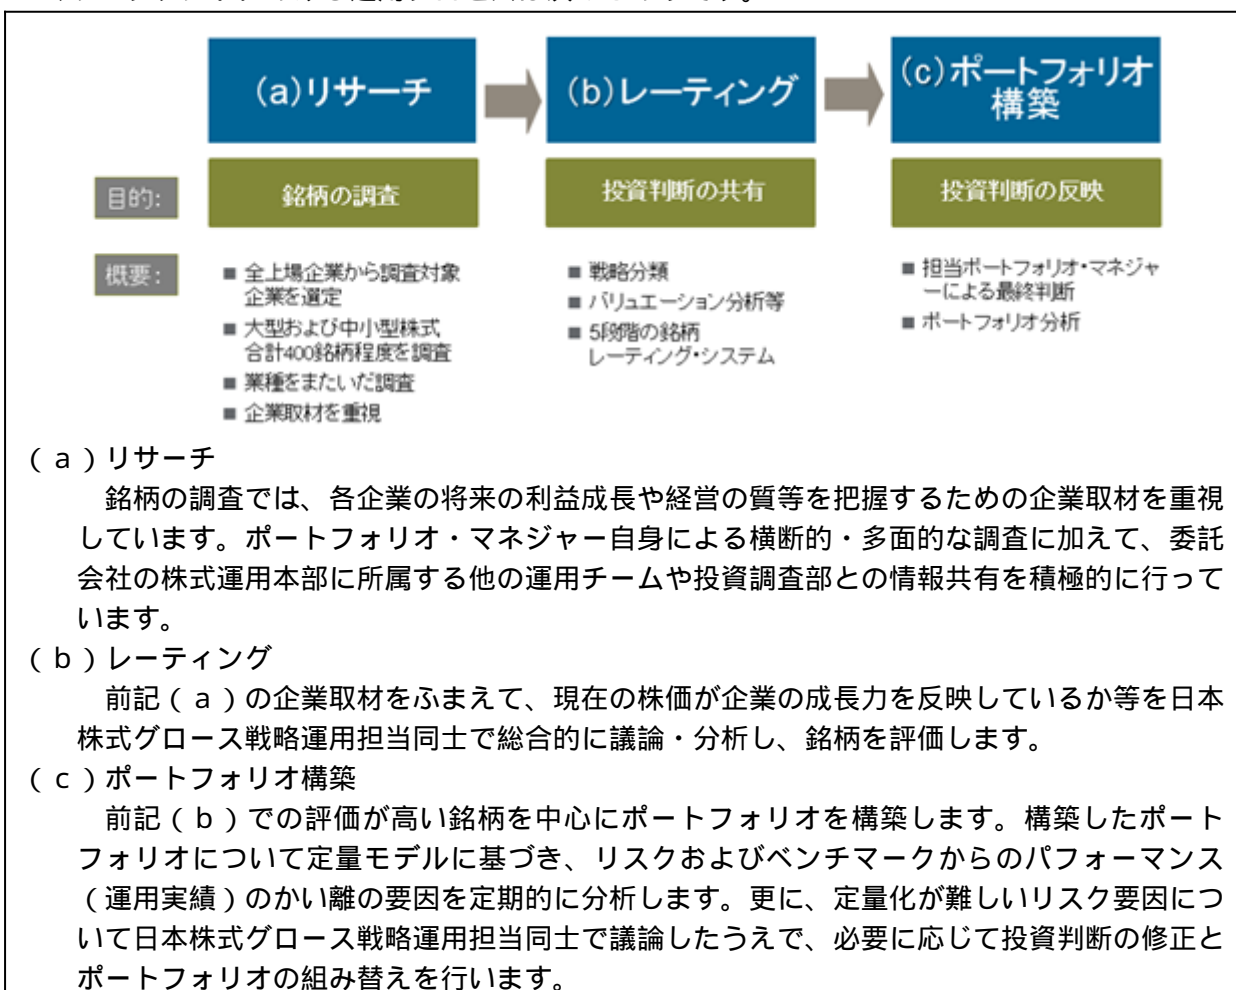 (a)リサーチ
(b)レーティング
(c)ポートフォリオ
構築
目的:
銘柄の調査
投資判断の共有
投資判断の反映
概要:
■ 全上場企業から調査対象
企業を選定
■ 大型および中小型株式
合計400銘柄程度を調査
■ 業種をまたいだ調査
■ 企業取材を重視
■ 戦略分類
■ バリュエーション分析等
■ 5段階の銘柄
レーティング・システム
■ 担当ポートフォリオ・マネジャ
ーによる最終判断
■ ポートフォリオ分析
(a)リサーチ
銘柄の調査では、各企業の将来の利益成長や経営の質等を把握するための企業取材を重視
しています。ポートフォリオ・マネジャー自身による横断的・多面的な調査に加えて、委託
会社の株式運用本部に所属する他の運用チームや投資調査部との情報共有を積極的に行って
います。
(b)レーティング
前記(a)の企業取材をふまえて、現在の株価が企業の成長力を反映しているか等を日本
株式グロース戦略運用担当同士で総合的に議論・分析し、銘柄を評価します。
(c)ポートフォリオ構築
前記(b)での評価が高い銘柄を中心にポートフォリオを構築します。構築したポート
フォリオについて定量モデルに基づき、リスクおよびベンチマークからのパフォーマンス
(運用実績)のかい離の要因を定期的に分析します。更に、定量化が難しいリスク要因につ
いて日本株式グロース戦略運用担当同士で議論したうえで、必要に応じて投資判断の修正と
ポートフォリオの組み替えを行います。